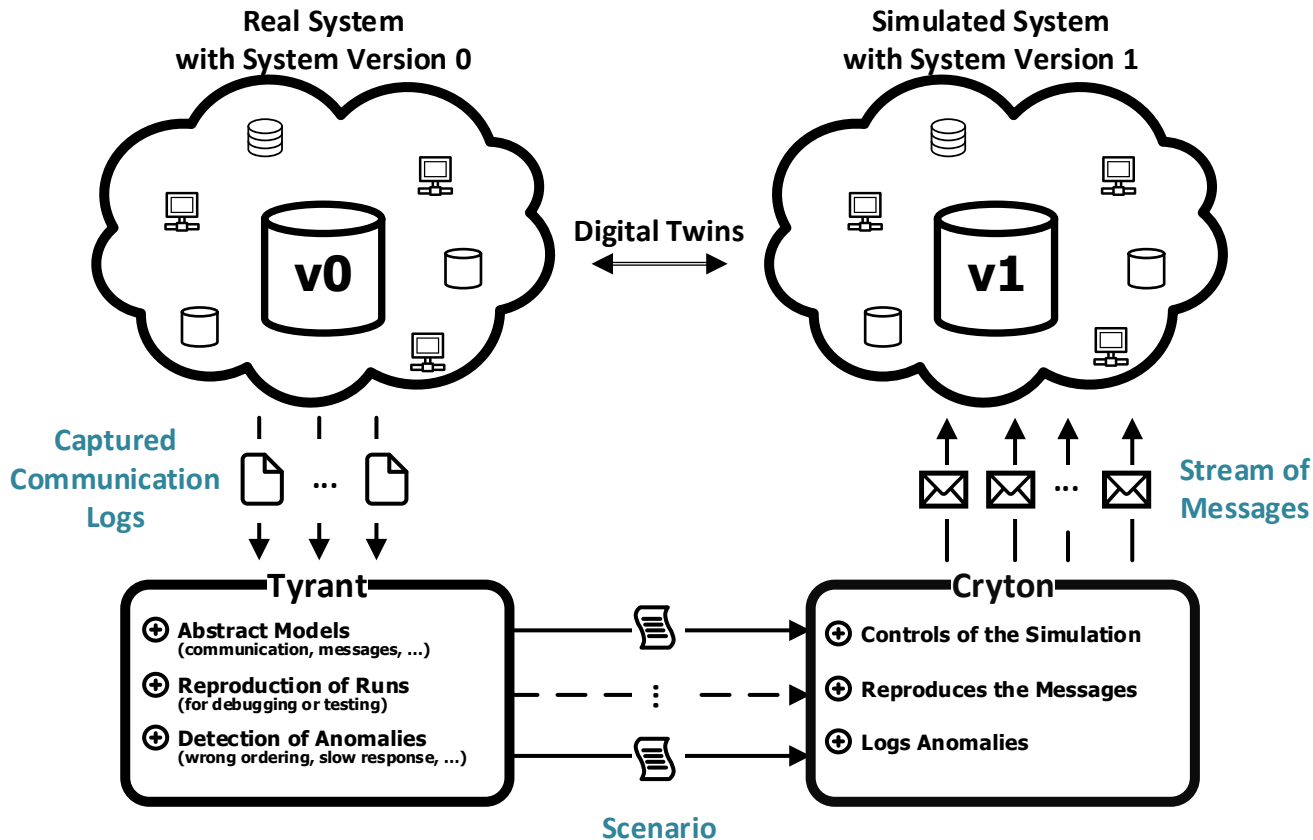 Real System
with System Version 0
Simulated System
with System Version 1
v0
Digital Twins
v1
Captured
Communication
Logs
...
...
Stream of
Messages
Tyrant
Abstract Models
(communication, messages, ...)
Reproduction of Runs
(for debugging or testing)
Detection of Anomalies
(wrong ordering, slow response, ...)
:
Cryton
Controls of the Simulation
Reproduces the Messages
Logs Anomalies
Scenario